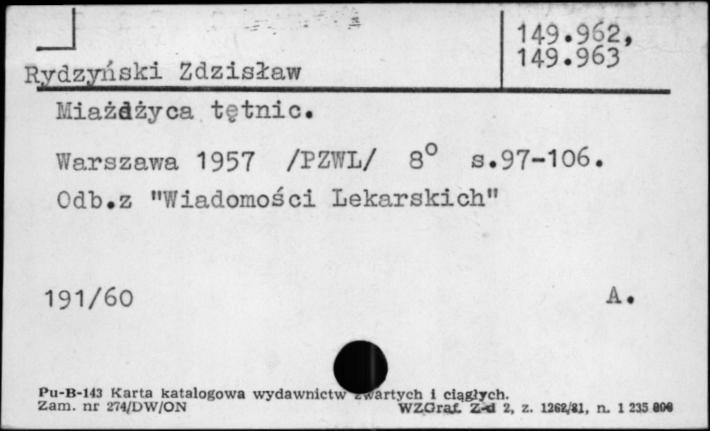 149.962,
149.963
Rydzyński Zdzisław
Miażdżyca tętnic.
Warszawa 1957 /PZWL/ 8° s.97-106.
Odb.z "Wiadomości Lekarskich"
191/60 A.
Pu-B-143 Karta katalogowa wydawnictw zwartych i ciągłych.
Zam. nr 274/DW/ON WZGraf. Z-d 2, z. 1262/81, n. 1 235 000